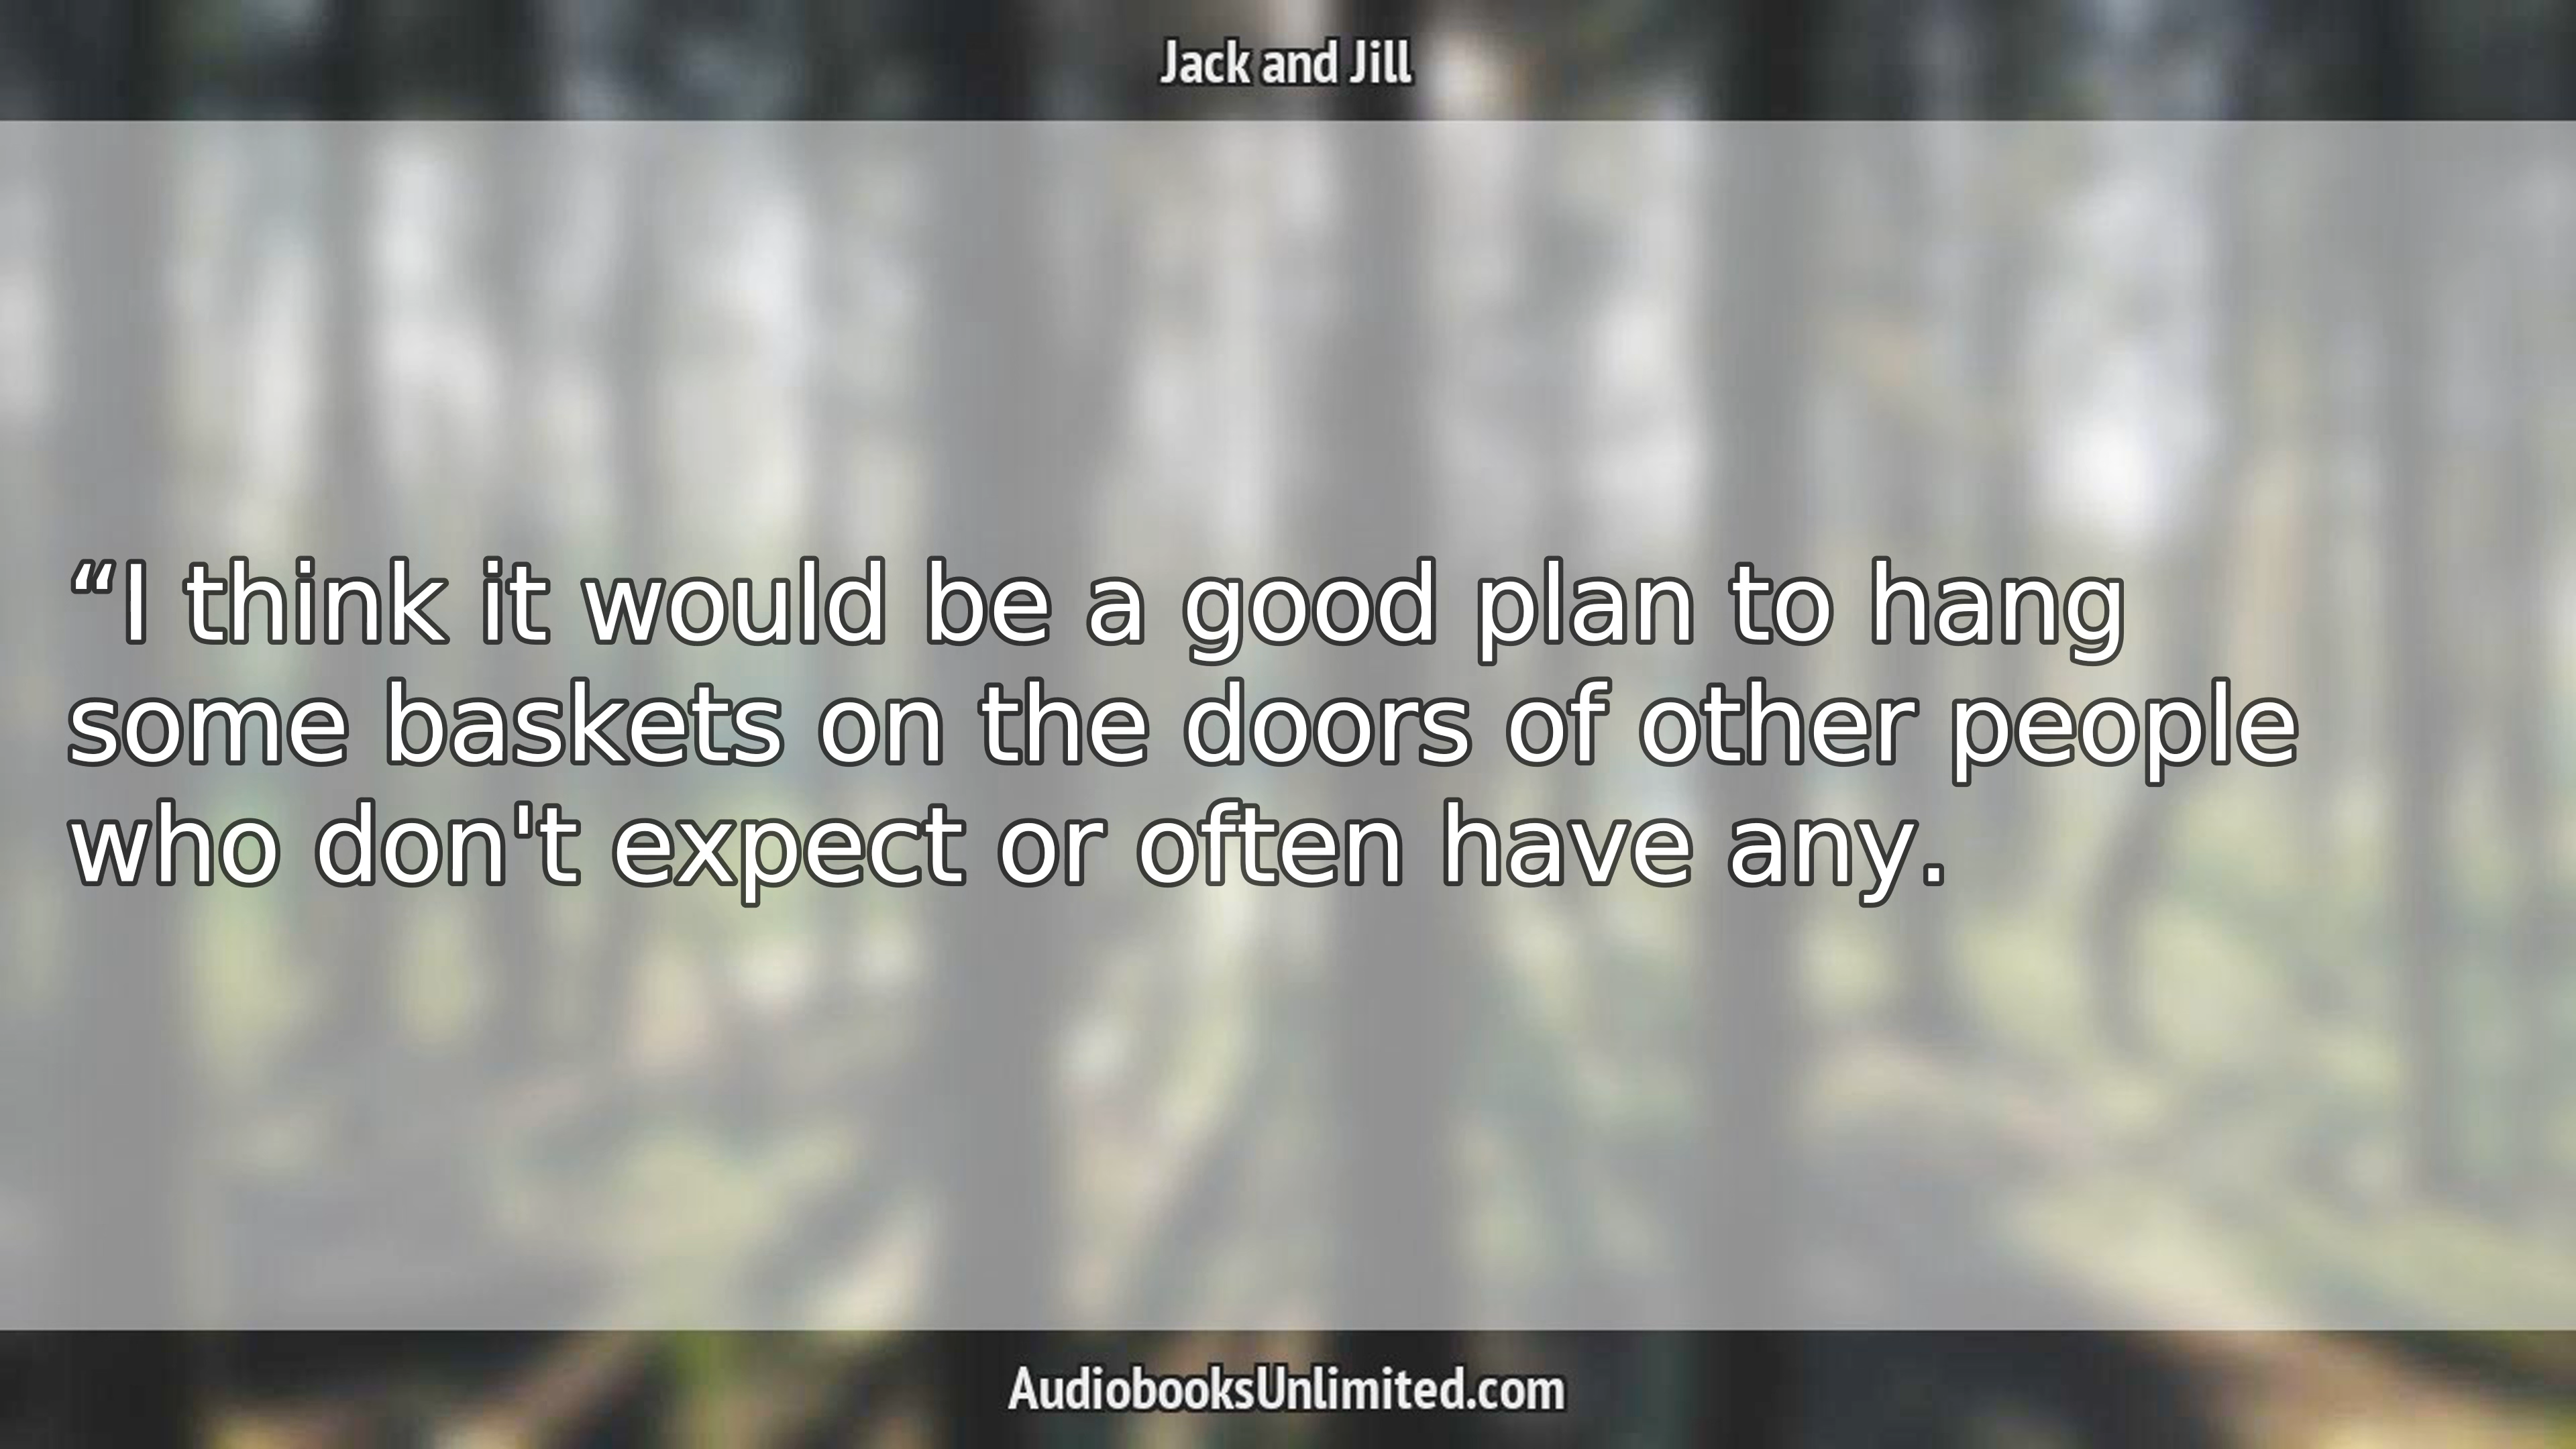 Jack and Jill
“I think it would be a good plan to hang
some baskets on the doors of other people
who don't expect or often have any.
AudiobooksUnlimited.com